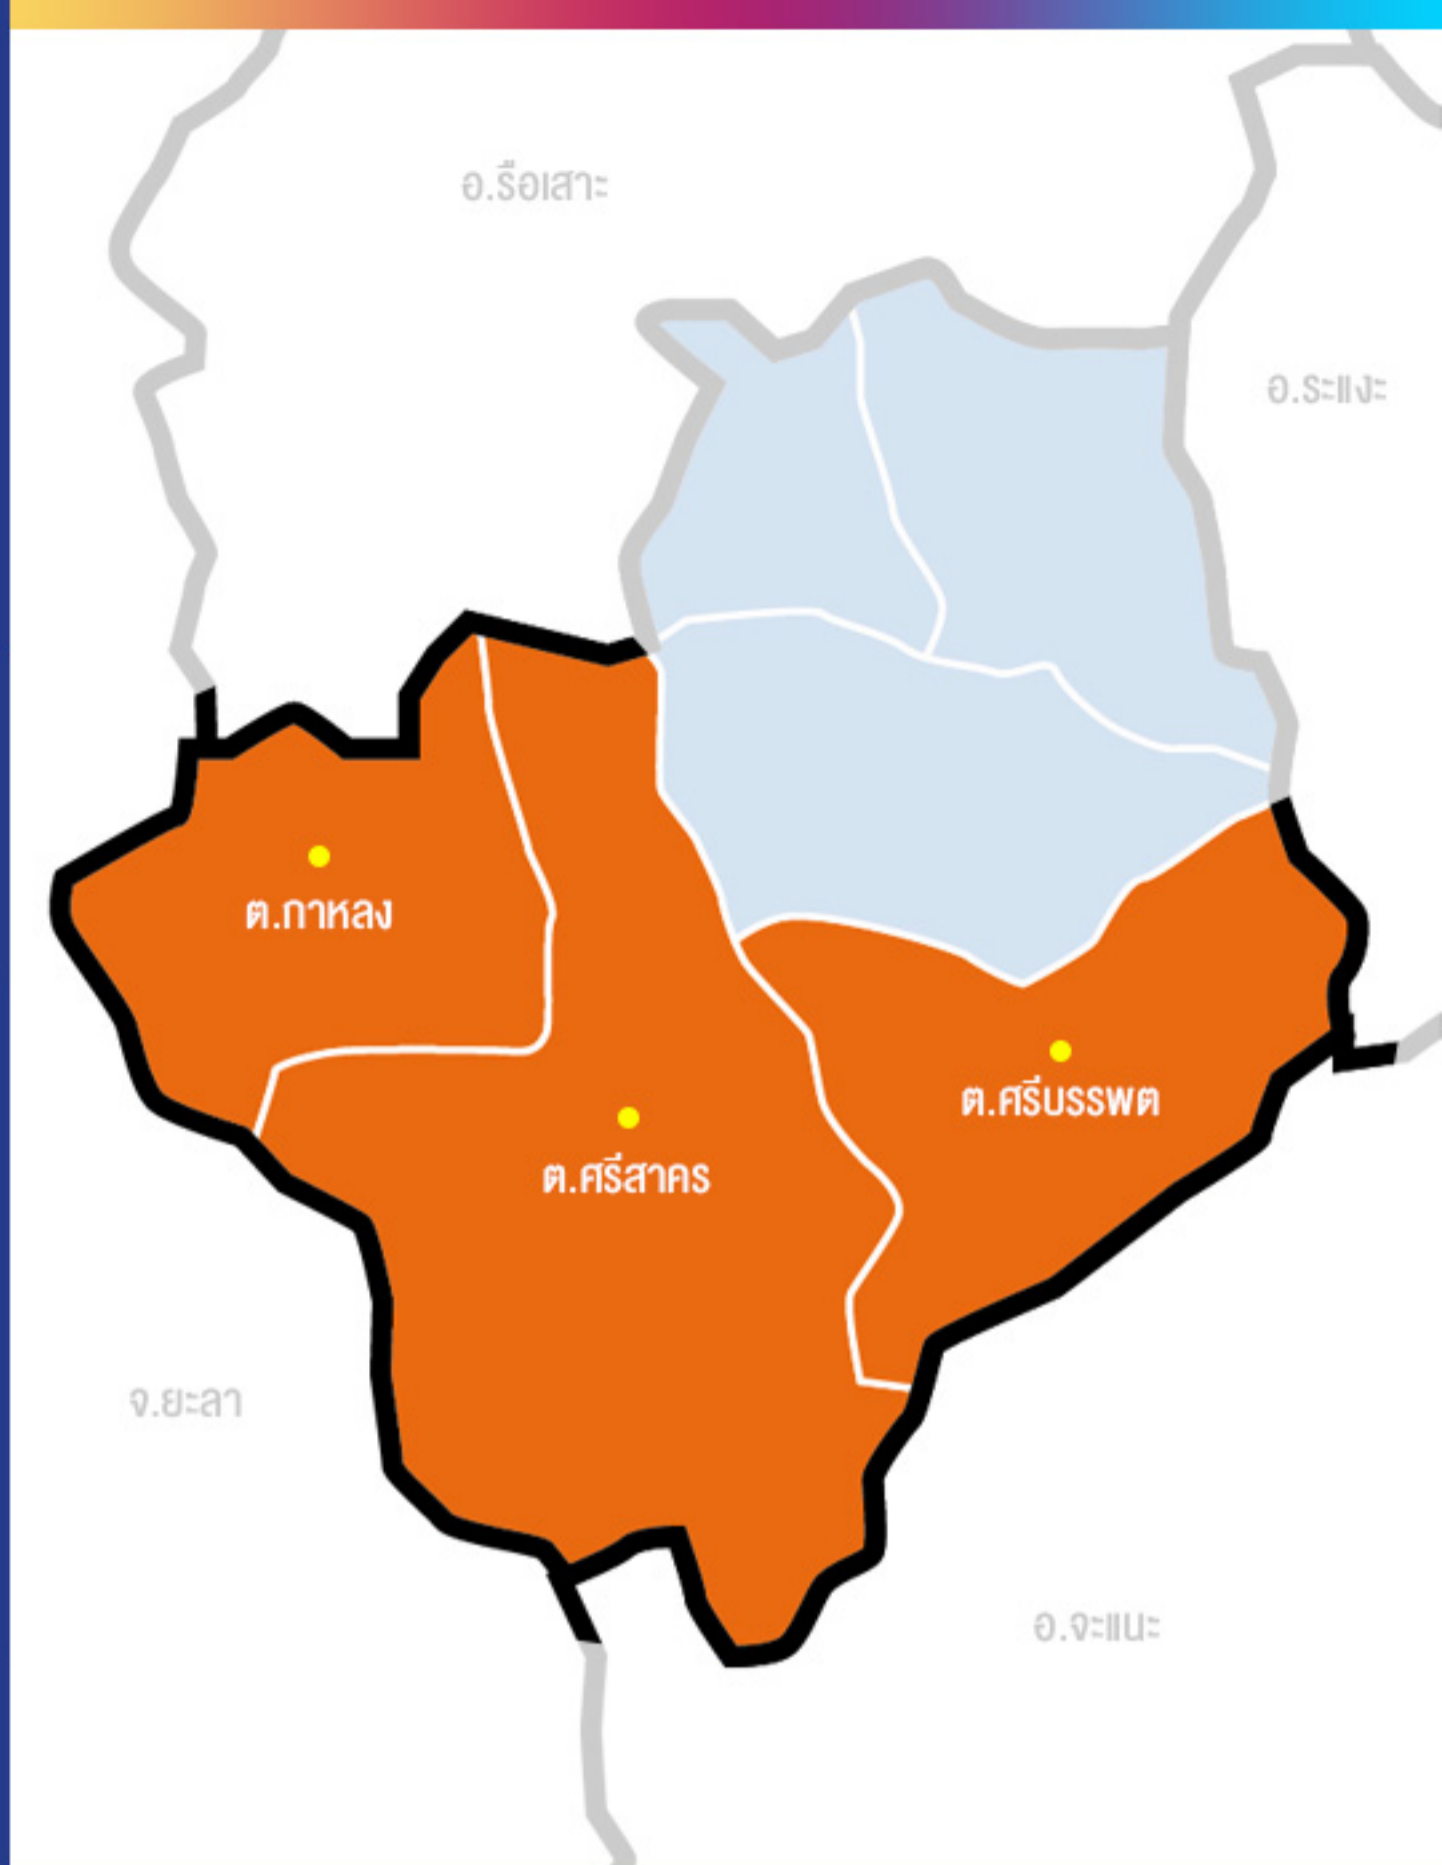 อ.รือเสาะ
อ.ระแงะ
ต.กาหลง
ต.ศรีบรรพต
ต.ศรีสาคร
จ.ยะลา
อ.จะแนะ